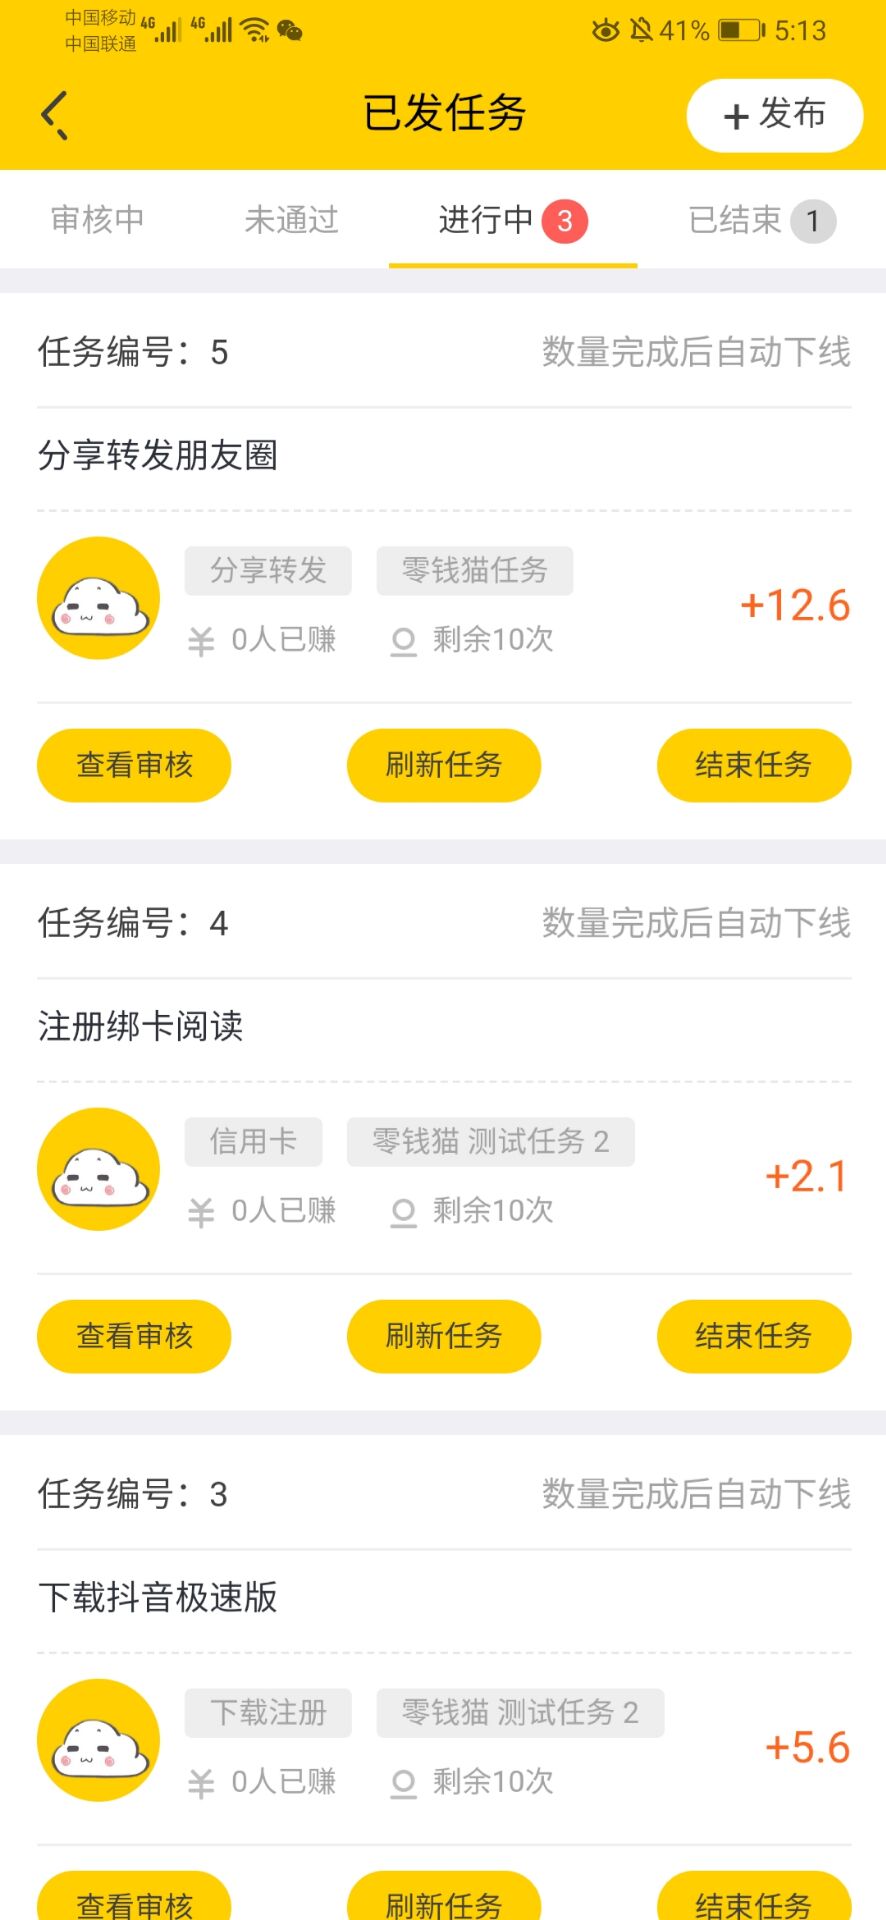 中国移动
中国联通
4G
4G
41%
5:13
已发任务
+发布
审核中
未通过
进行中 3
已结束 1
任务编号：5
数量完成后自动下线
分享转发朋友圈
分享转发
零钱猫任务
0人已赚
剩余10次
+12.6
查看审核
刷新任务
结束任务
任务编号：4
数量完成后自动下线
注册绑卡阅读
信用卡
零钱猫 测试任务 2
0人已赚
剩余10次
+2.1
查看审核
刷新任务
结束任务
任务编号：3
数量完成后自动下线
下载抖音极速版
下载注册
零钱猫 测试任务 2
0人已赚
剩余10次
+5.6
查看审核
刷新任务
结束任务